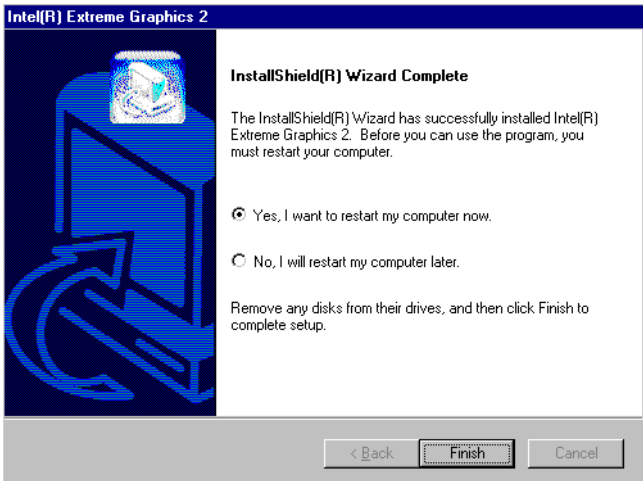 Intel(R) Extreme Graphics 2
InstallShield(R) Wizard Complete
The InstallShield(R) Wizard has successfully installed Intel(R)
Extreme Graphics 2. Before you can use the program, you
must restart your computer.
Yes, I want to restart my computer now.
No, I will restart my computer later.
Remove any disks from their drives, and then click Finish to
complete setup.
< Back Finish Cancel